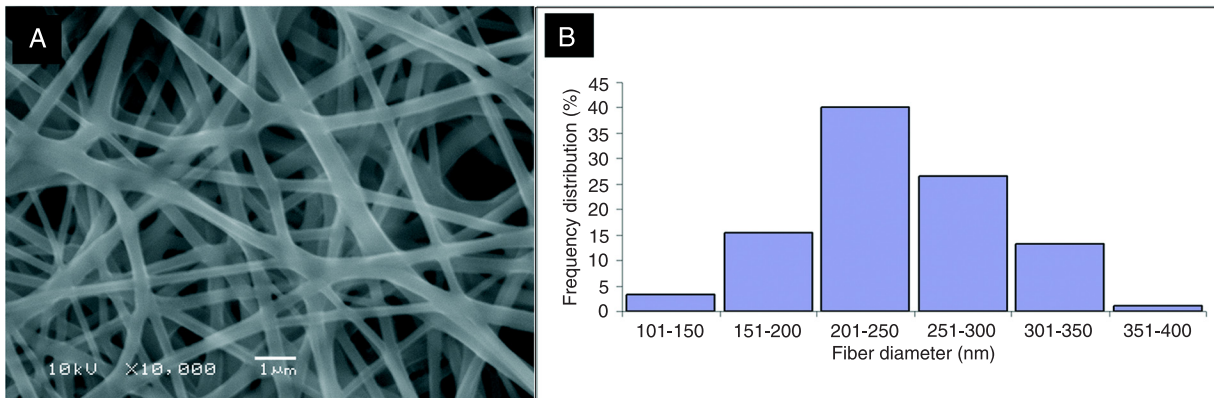 A
10kV X10,000 1μm
B
Frequency distribution (%)
45
40
35
30
25
20
15
10
5
0
101-150 151-200 201-250 251-300 301-350 351-400
Fiber diameter (nm)